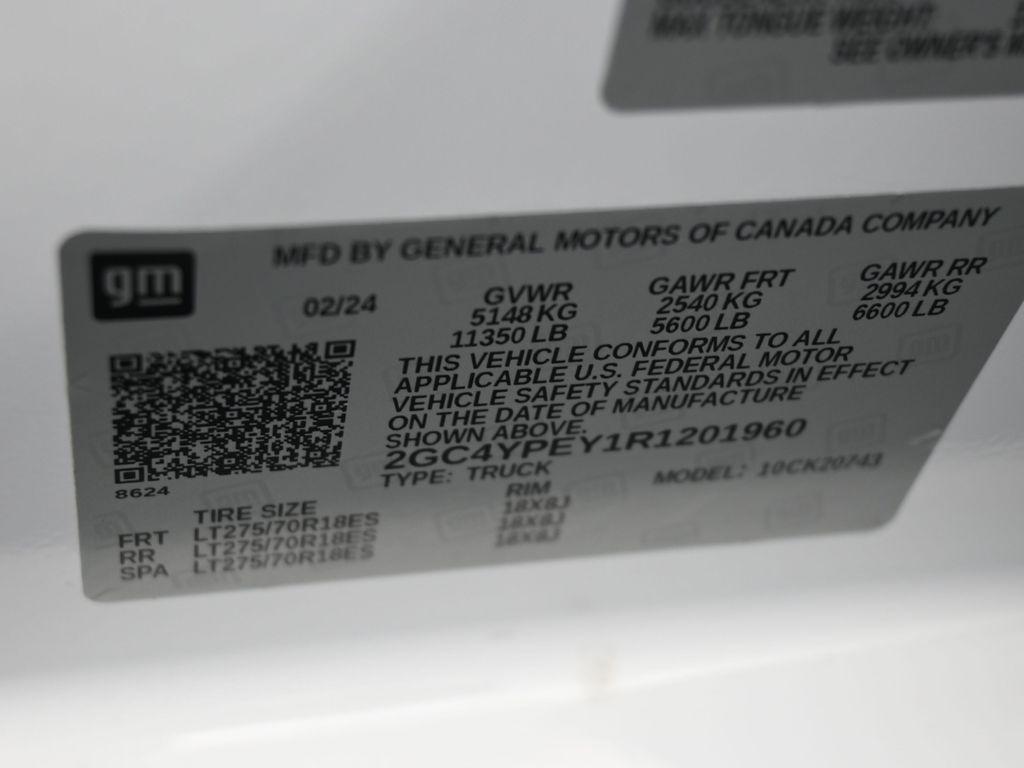 MAX TONGUE WEIGHT
SEE OWNER'S
gm
MFD BY GENERAL MOTORS OF CANADA COMPANY
02/24
GVWR
5148 KG
11350 LB
GAWR FRT
2540 KG
5600 LB
GAWR RR
2994 KG
6600 LB
THIS VEHICLE CONFORMS TO ALL
APPLICABLE U.S. FEDERAL MOTOR
VEHICLE SAFETY STANDARDS IN EFFECT
ON THE DATE OF MANUFACTURE
SHOWN ABOVE.
2GC4YPEY1R1201960
TYPE: TRUCK
MODEL: 10CK20743
8624
TIRE SIZE
RIM
FRT LT275/70R18ES 18X8J
RR LT275/70R18ES 18X8J
SPA LT275/70R18ES 18X8J